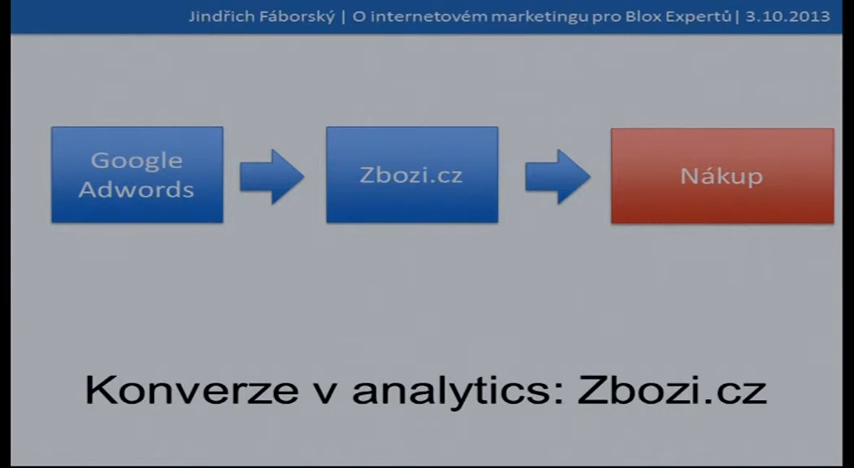 Jindřich Fáborský | O internetovém marketingu pro Blox Expertů| 3.10.2013
Google
Adwords
Zbozi.cz
Nákup
Konverze v analytics: Zbozi.cz